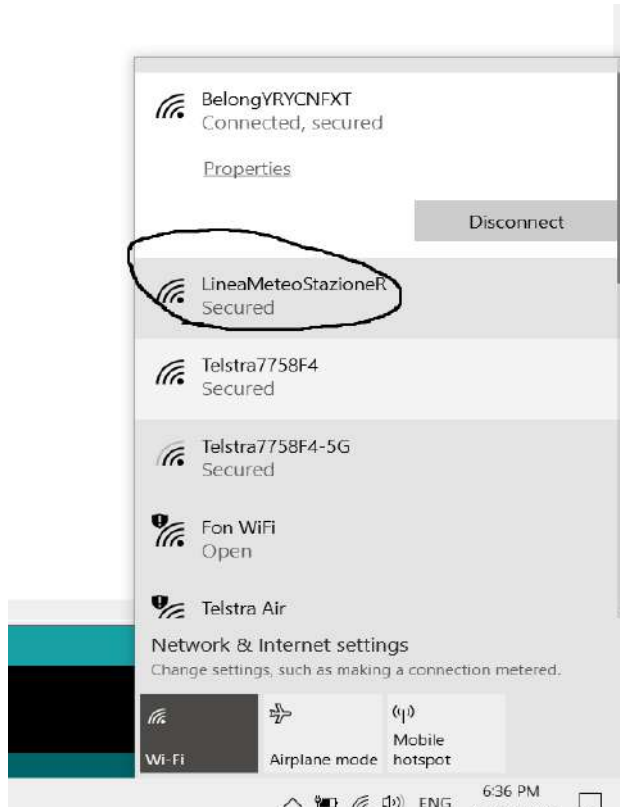 BelongYRYCNFXT
Connected, secured
Properties
Disconnect
LineaMeteoStazioneR
Secured
Telstra7758F4
Secured
Telstra7758F4-5G
Secured
Fon WiFi
Open
Telstra Air
Network & Internet settings
Change settings, such as making a connection metered.
Wi-Fi
Airplane mode
Mobile
hotspot
ENG
6:36 PM